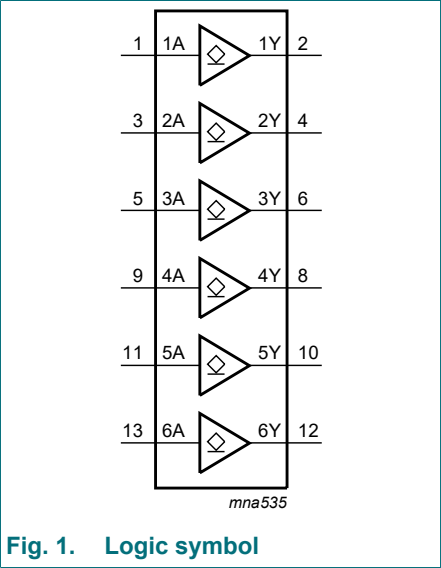 1 1A 1Y 2
3 2A 2Y 4
5 3A 3Y 6
9 4A 4Y 8
11 5A 5Y 10
13 6A 6Y 12
mna535
Fig. 1. Logic symbol